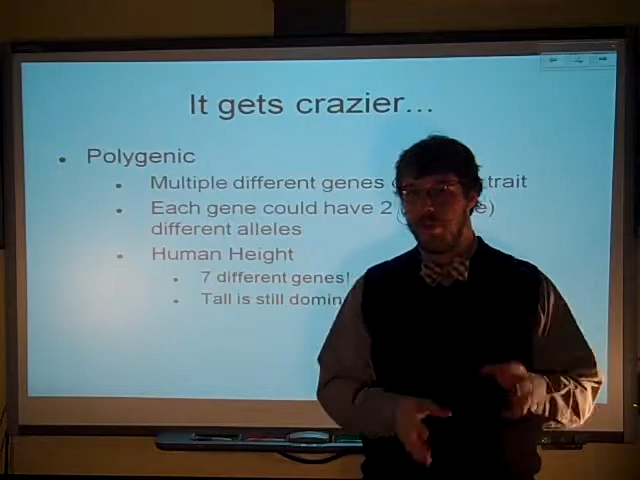 It gets crazier...
• Polygenic
• Multiple different genes trait
• Each gene could have 2 ( e)
different alleles
• Human Height
• 7 different genes!
• Tall is still domin